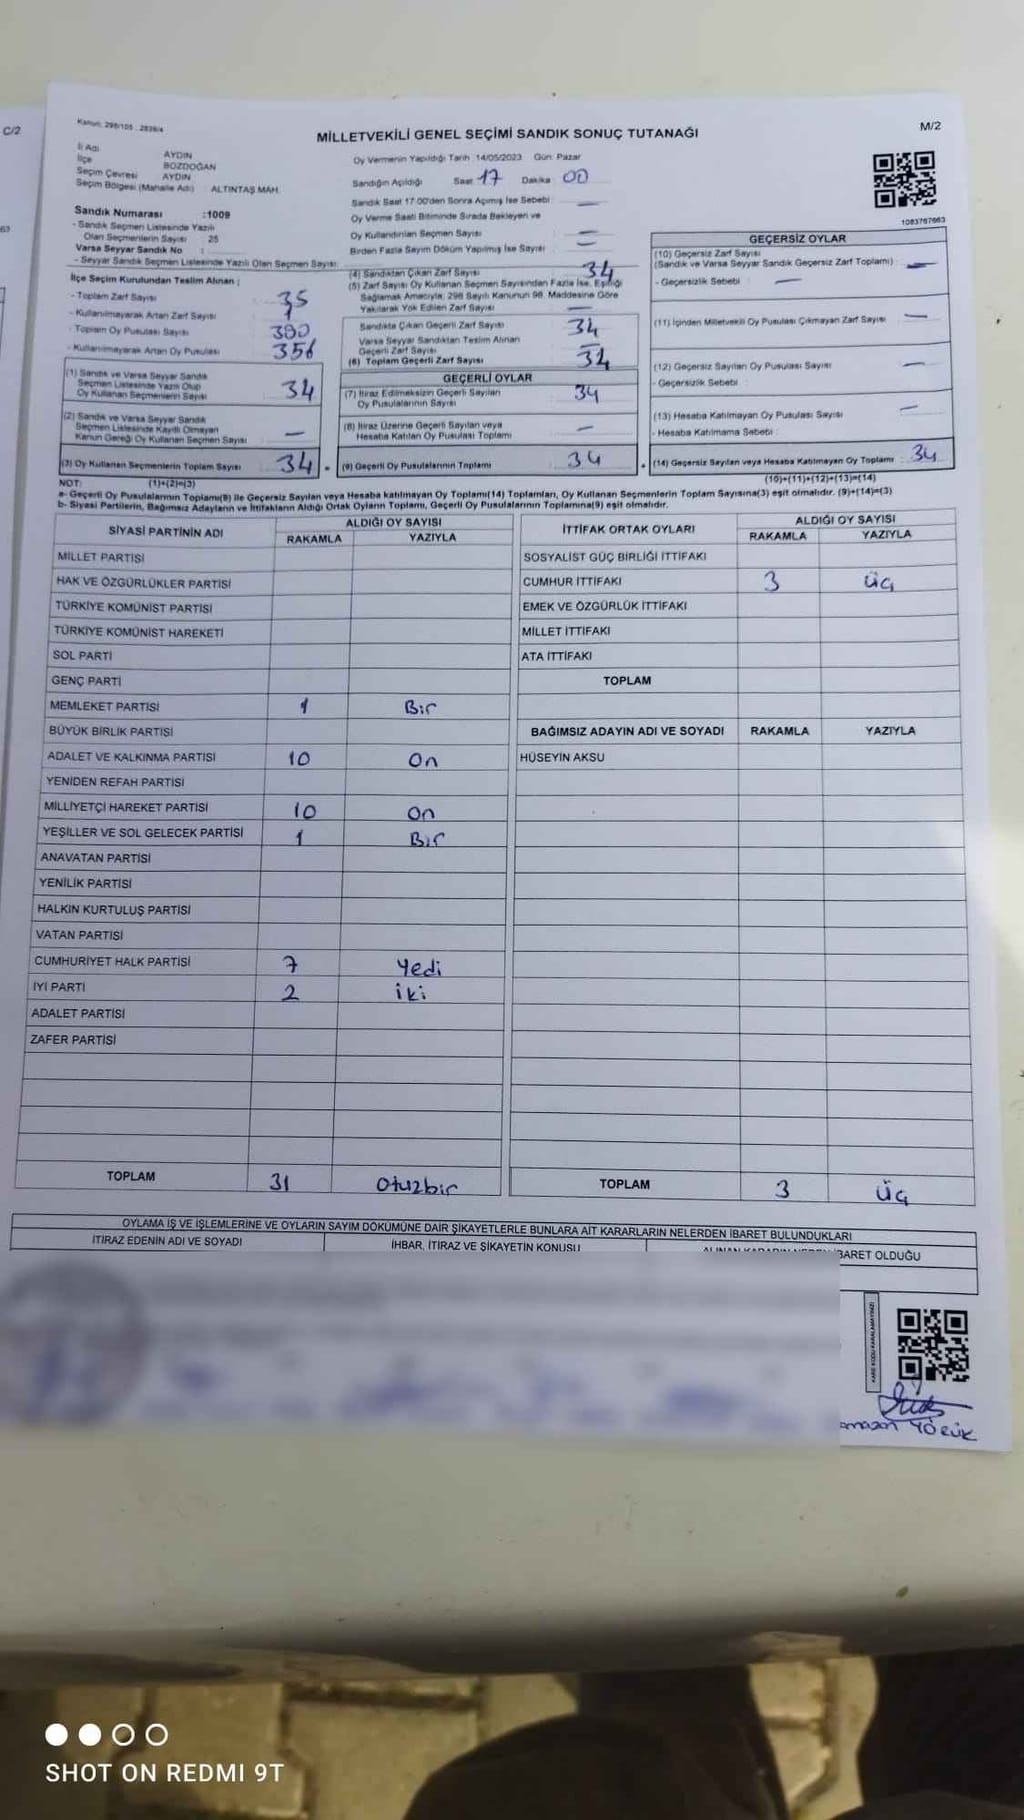 C/2
Kanun: 298/105 : 2839/4
MİLLETVEKİLİ GENEL SEÇİMİ SANDIK SONUÇ TUTANAĞI
M/2
İl Adı AYDIN
İlçe BOZDOĞAN
Seçim Çevresi AYDIN
Seçim Bölgesi (Mahalle Adı) : ALTINTAŞ MAH.
Sandık Numarası :1009
- Sandık Seçmen Listesinde Yazılı
Olan Seçmenlerin Sayısı 25
Varsa Seyyar Sandık No :
- Seyyar Sandık Seçmen Listesinde Yazılı Olan Seçmen Sayısı:
Oy Vermenin Yapıldığı Tarih 14/05/2023 Gün: Pazar
Sandığın Açıldığı Saat 17 Dakika 00
Sandık Saat 17:00'den Sonra Açılmış İse Sebebi —
Oy Verme Saati Bitiminde Sırada Bekleyen ve
Oy Kullandırılan Seçmen Sayısı —
Birden Fazla Sayım Döküm Yapılmış İse Sayısı —
1083767663
İlçe Seçim Kurulundan Teslim Alınan ;
- Toplam Zarf Sayısı 35
- Kullanılmayarak Artan Zarf Sayısı 1
- Toplam Oy Pusulası Sayısı 390
- Kullanılmayarak Artan Oy Pusulası 356
(1) Sandık ve Varsa Seyyar Sandık
Seçmen Listesinde Yazılı Olup
Oy Kullanan Seçmenlerin Sayısı 34
(2) Sandık ve Varsa Seyyar Sandık
Seçmen Listesinde Kayıtlı Olmayan
Kanun Gereği Oy Kullanan Seçmen Sayısı —
(3) Oy Kullanan Seçmenlerin Toplam Sayısı 34
(4) Sandıktan Çıkan Zarf Sayısı 34
(5) Zarf Sayısı Oy Kullanan Seçmen Sayısından Fazla İse, Eşitliği
Sağlamak Amacıyla; 298 Sayılı Kanunun 98. Maddesine Göre
Yakılarak Yok Edilen Zarf Sayısı —
Sandıkta Çıkan Geçerli Zarf Sayısı 34
Varsa Seyyar Sandıktan Teslim Alınan
Geçerli Zarf Sayısı —
(6) Toplam Geçerli Zarf Sayısı 34
GEÇERLİ OYLAR
(7) İtiraz Edilmeksizin Geçerli Sayılan
Oy Pusulalarının Sayısı 34
(8) İtiraz Üzerine Geçerli Sayılan veya
Hesaba Katılan Oy Pusulası Toplamı —
(9) Geçerli Oy Pusulalarının Toplamı 34
GEÇERSİZ OYLAR
(10) Geçersiz Zarf Sayısı
(Sandık ve Varsa Seyyar Sandık Geçersiz Zarf Toplamı) : —
- Geçersizlik Sebebi : —
(11) İçinden Milletvekili Oy Pusulası Çıkmayan Zarf Sayısı —
(12) Geçersiz Sayılan Oy Pusulası Sayısı —
- Geçersizlik Sebebi :
(13) Hesaba Katılmayan Oy Pusulası Sayısı —
- Hesaba Katılmama Sebebi :
(14) Geçersiz Sayılan veya Hesaba Katılmayan Oy Toplamı : 34
NOT: (1)+(2)=(3)
(10)+(11)+(12)+(13)=(14)
a- Geçerli Oy Pusulalarının Toplamı(9) ile Geçersiz Sayılan veya Hesaba katılmayan Oy Toplamı(14) Toplamları, Oy Kullanan Seçmenlerin Toplam Sayısına(3) eşit olmalıdır. (9)+(14)=(3)
b- Siyasi Partilerin, Bağımsız Adayların ve İttifakların Aldığı Ortak Oyların Toplamı, Geçerli Oy Pusulalarının Toplamına(9) eşit olmalıdır.
SİYASİ PARTİNİN ADI ALDIĞI OY SAYISI
RAKAMLA YAZIYLA
MİLLET PARTİSİ
HAK VE ÖZGÜRLÜKLER PARTİSİ
TÜRKİYE KOMÜNİST PARTİSİ
TÜRKİYE KOMÜNİST HAREKETİ
SOL PARTİ
GENÇ PARTİ
MEMLEKET PARTİSİ 1 Bir
BÜYÜK BİRLİK PARTİSİ
ADALET VE KALKINMA PARTİSİ 10 On
YENİDEN REFAH PARTİSİ
MİLLİYETÇİ HAREKET PARTİSİ 10 On
YEŞİLLER VE SOL GELECEK PARTİSİ 1 Bir
ANAVATAN PARTİSİ
YENİLİK PARTİSİ
HALKIN KURTULUŞ PARTİSİ
VATAN PARTİSİ
CUMHURİYET HALK PARTİSİ 7 Yedi
İYİ PARTİ 2 İki
ADALET PARTİSİ
ZAFER PARTİSİ
TOPLAM 31 Otuzbir
İTTİFAK ORTAK OYLARI ALDIĞI OY SAYISI
RAKAMLA YAZIYLA
SOSYALİST GÜÇ BİRLİĞİ İTTİFAKI
CUMHUR İTTİFAKI 3 Üç
EMEK VE ÖZGÜRLÜK İTTİFAKI
MİLLET İTTİFAKI
ATA İTTİFAKI
TOPLAM
BAĞIMSIZ ADAYIN ADI VE SOYADI RAKAMLA YAZIYLA
HÜSEYİN AKSU
TOPLAM 3 Üç
OYLAMA İŞ VE İŞLEMLERİNE VE OYLARIN SAYIM DÖKÜMÜNE DAİR ŞİKAYETLERLE BUNLARA AİT KARARLARIN NELERDEN İBARET BULUNDUKLARI
İTİRAZ EDENİN ADI VE SOYADI İHBAR, İTİRAZ VE ŞİKAYETİN KONUSU ALINAN KARARIN NEDEN İBARET OLDUĞU
KARE KODU KARALAMAYINIZ
YÖRÜK
SHOT ON REDMI 9T